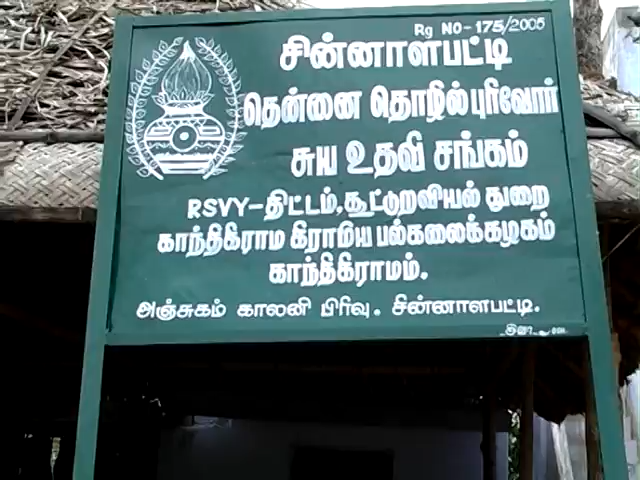 Rg NO-175/2005
சின்னாளபட்டி
தென்னை தொழில் புரிவோர்
சுய உதவி சங்கம்
RSVY-திட்டம், கூட்டுறவியல் துறை
காந்திகிராம கிராமிய பல்கலைக்கழகம்
காந்திகிராமம்.
அஞ்சுகம் காலனி பிரிவு. சின்னாளபட்டி.